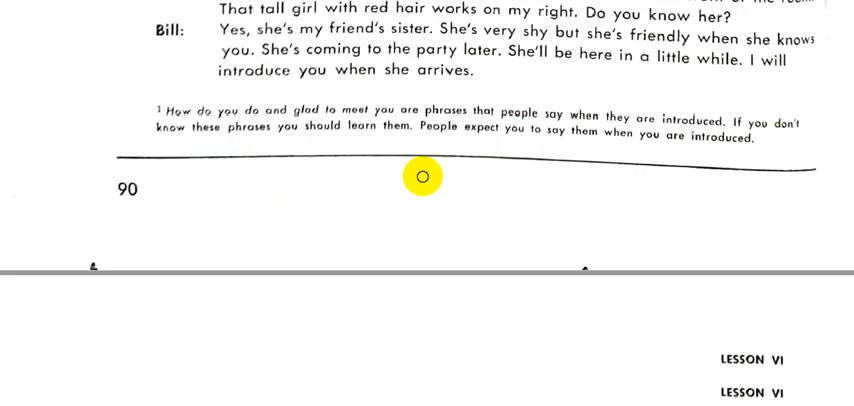 That tall girl with red hair works on my right. Do you know her?
Bill: Yes, she's my friend's sister. She's very shy but she's friendly when she knows
you. She's coming to the party later. She'll be here in a little while. I will
introduce you when she arrives.
1 How do you do and glad to meet you are phrases that people say when they are introduced. If you don't
know these phrases you should learn them. People expect you to say them when you are introduced.
90
LESSON VI
LESSON VI